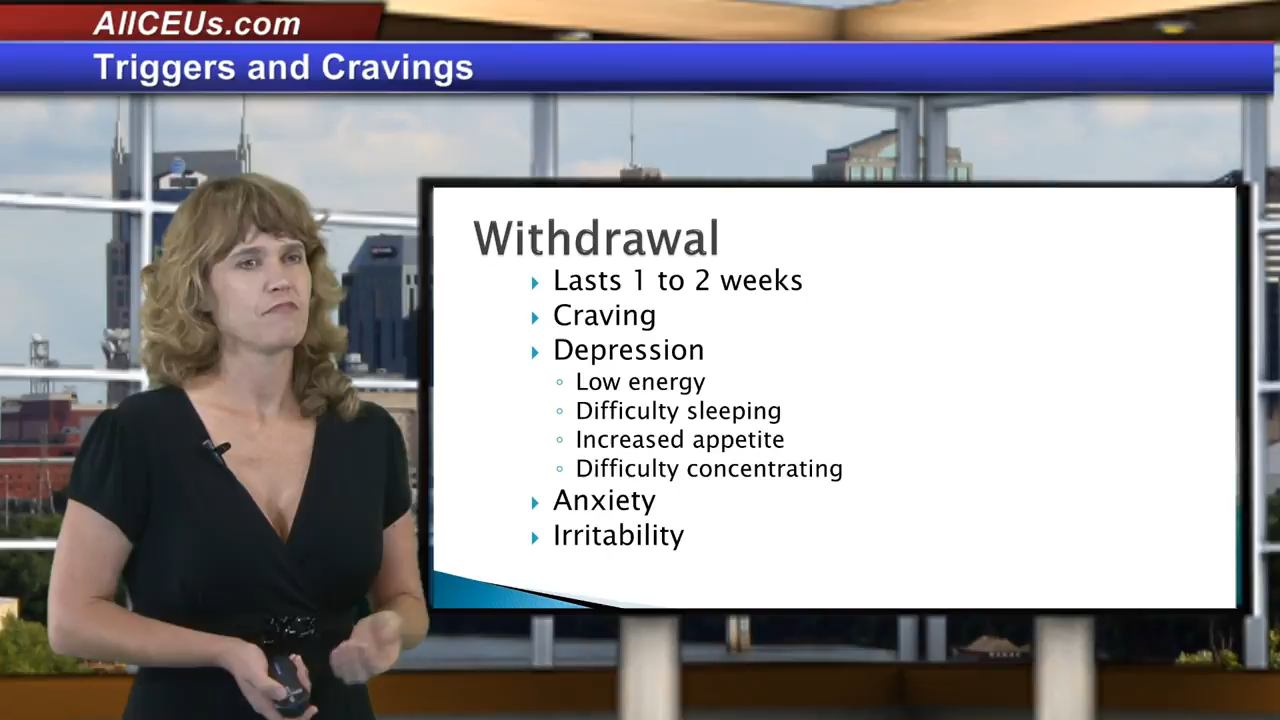 AllCEUs.com
Triggers and Cravings
Withdrawal
Lasts 1 to 2 weeks
Craving
Depression
Low energy
Difficulty sleeping
Increased appetite
Difficulty concentrating
Anxiety
Irritability